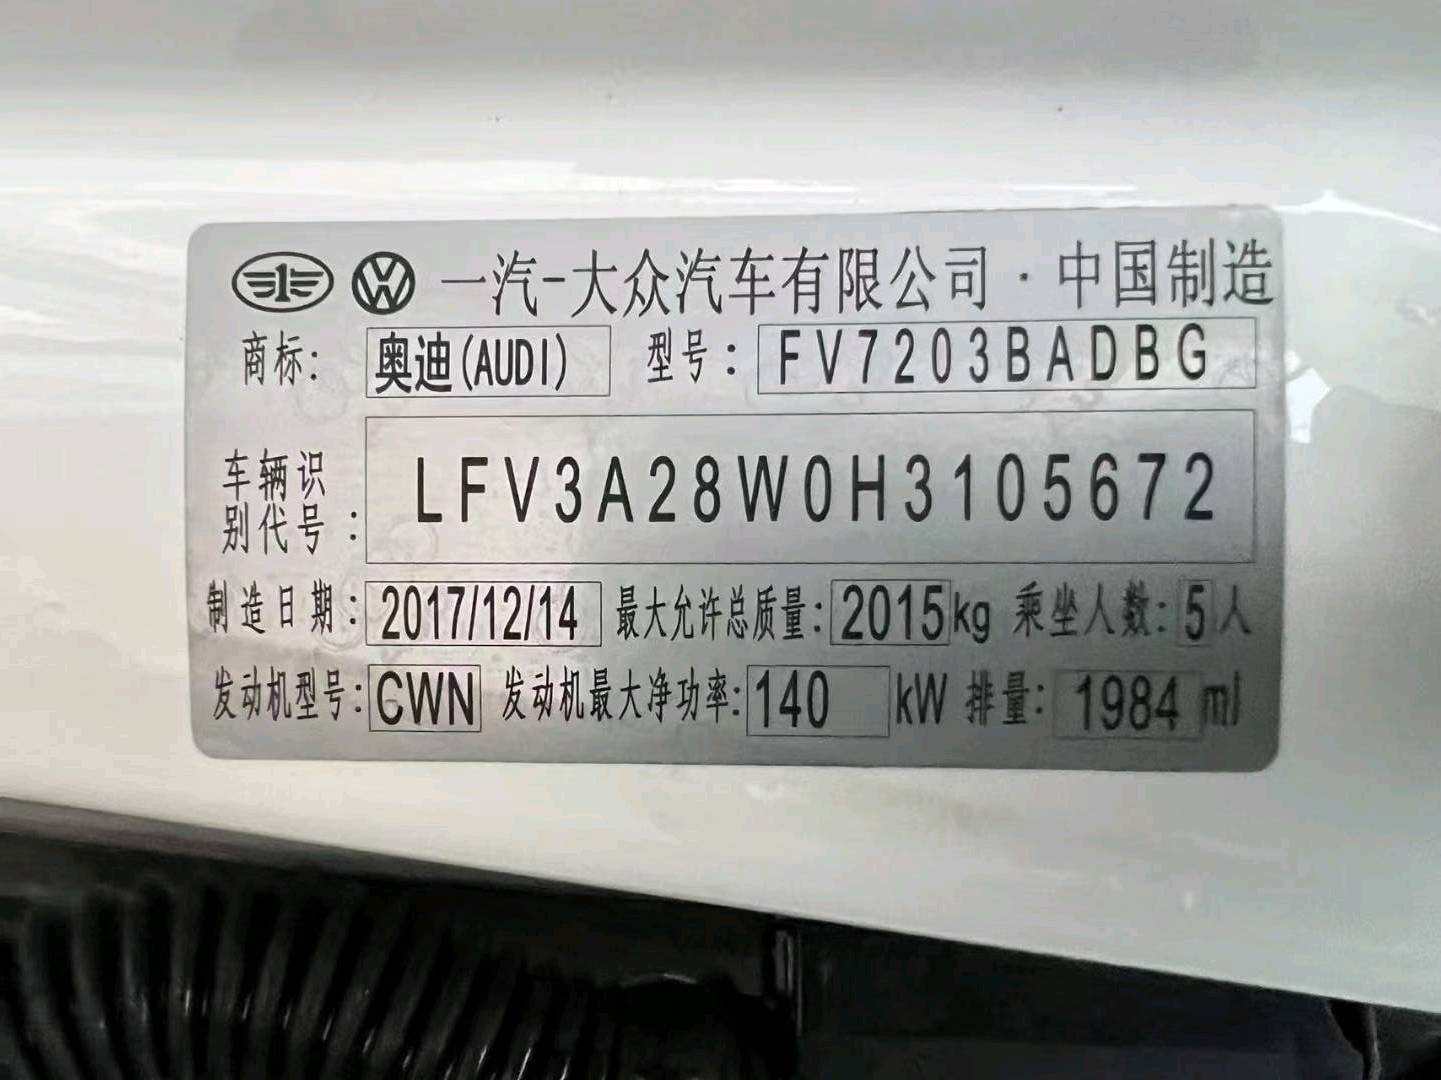 一汽-大众汽车有限公司·中国制造
商标: 奥迪(AUDI) 型号: FV7203BADBG
车辆识别代号: LFV3A28W0H3105672
制造日期: 2017/12/14 最大允许总质量: 2015kg 乘坐人数: 5人
发动机型号: CWN 发动机最大净功率: 140 kW 排量: 1984 ml